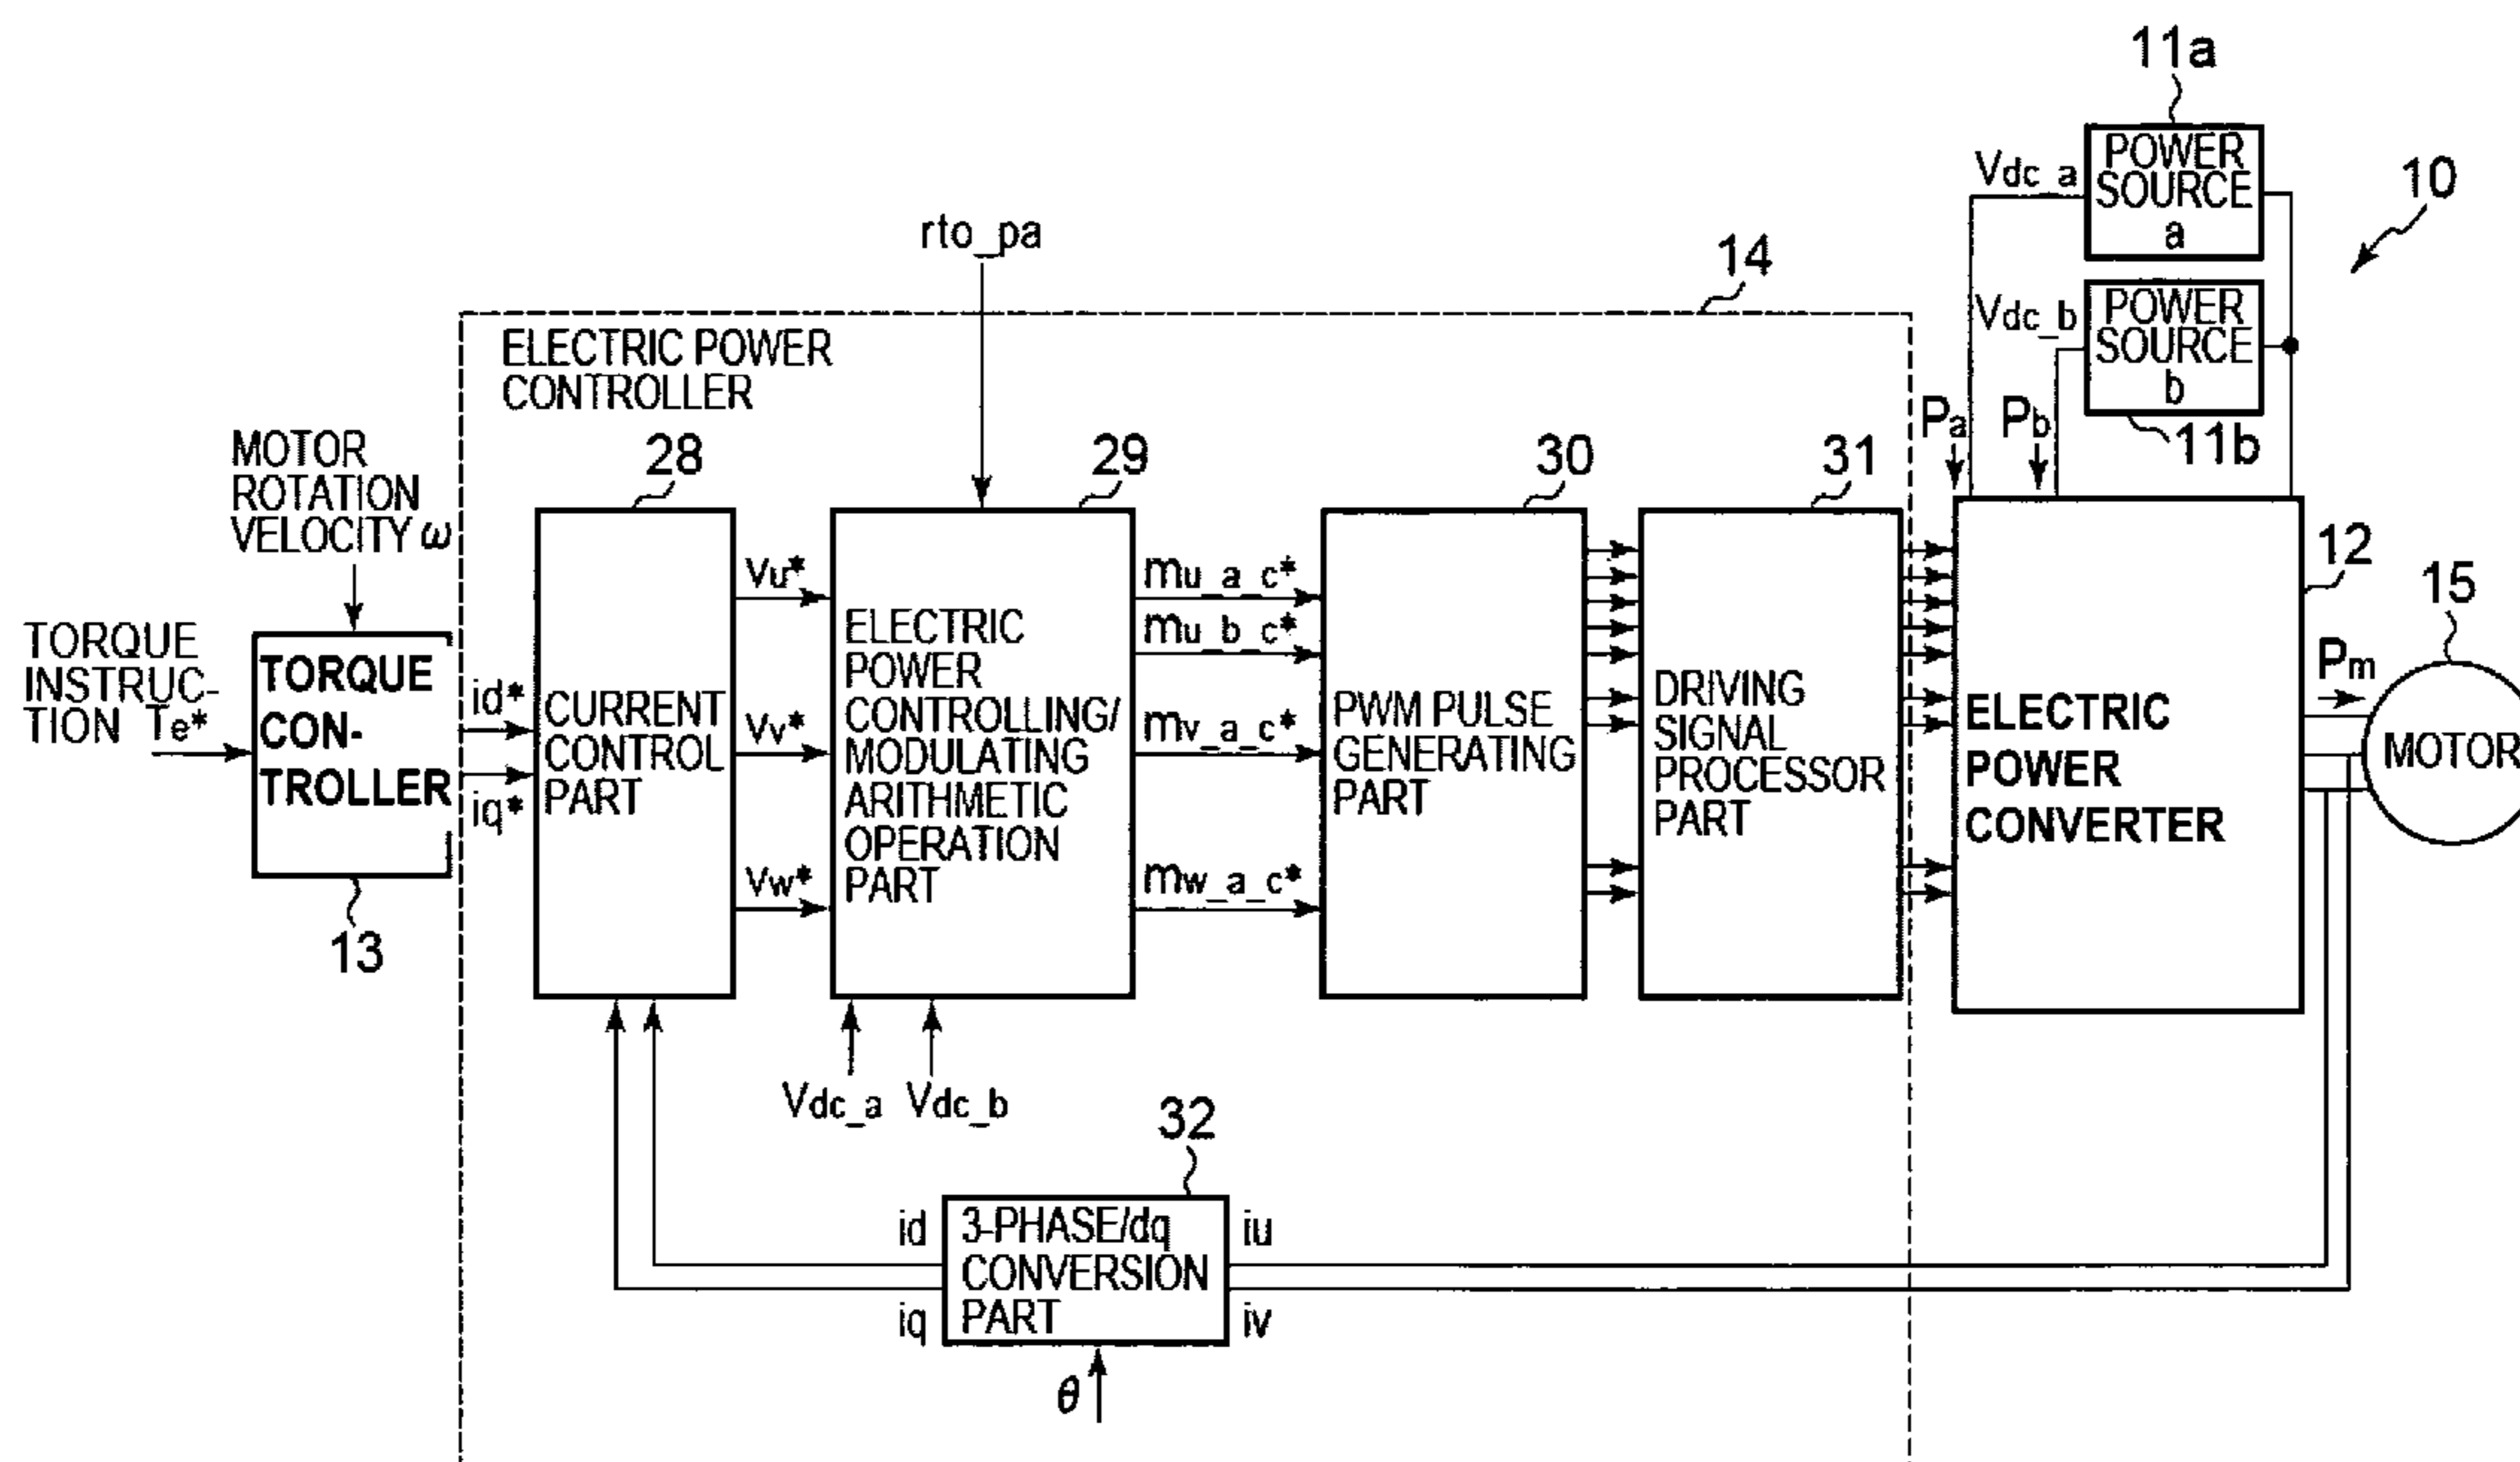 11a
POWER
SOURCE
a
Vdc_a
10
rto_pa
14
POWER
SOURCE
b
Vdc_b
11b
Pa
Pb
ELECTRIC POWER
CONTROLLER
MOTOR
ROTATION
VELOCITY ω
28
29
30
31
12
15
TORQUE
INSTRUC-
TION Te*
TORQUE
CON-
TROLLER
13
id*
iq*
CURRENT
CONTROL
PART
Vu*
Vv*
Vw*
ELECTRIC
POWER
CONTROLLING/
MODULATING
ARITHMETIC
OPERATION
PART
mu_a_c*
mu_b_c*
mv_a_c*
mw_a_c*
PWM PULSE
GENERATING
PART
DRIVING
SIGNAL
PROCESSOR
PART
ELECTRIC
POWER
CONVERTER
Pm
MOTOR
Vdc_a
Vdc_b
32
id
iq
3-PHASE/dq
CONVERSION
PART
iu
iv
θ